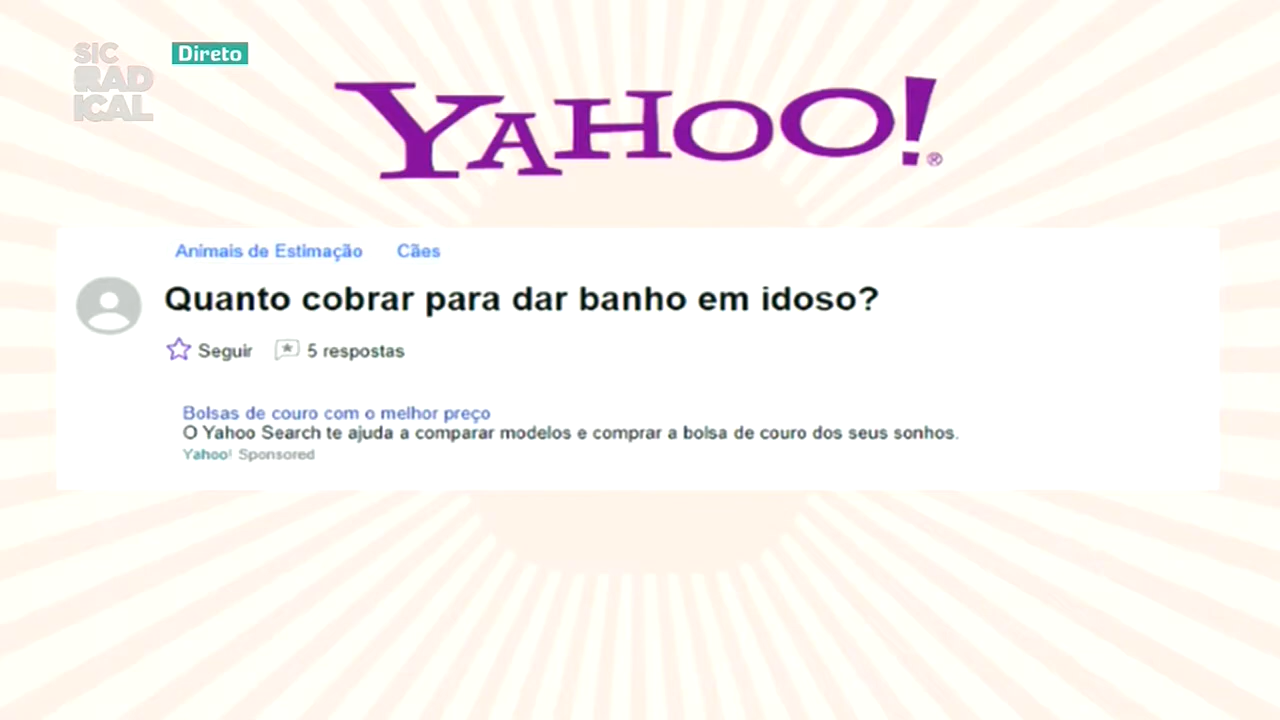 SIC
RAD
ICAL
Direto
YAHOO!®
Animais de Estimação Cães
Quanto cobrar para dar banho em idoso?
Seguir 5 respostas
Bolsas de couro com o melhor preço
O Yahoo Search te ajuda a comparar modelos e comprar a bolsa de couro dos seus sonhos.
Yahoo! Sponsored